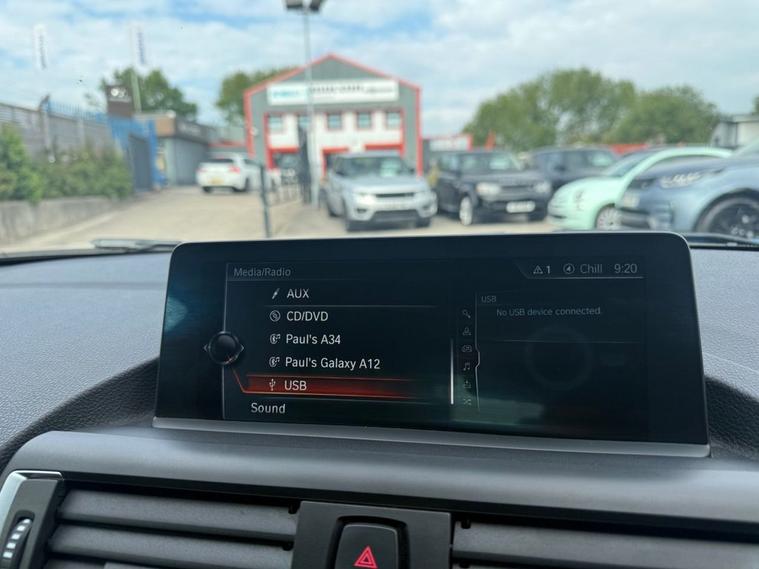 Media/Radio
1 Chill 9:20
AUX
CD/DVD
Paul's A34
Paul's Galaxy A12
USB
Sound
USB
No USB device connected.